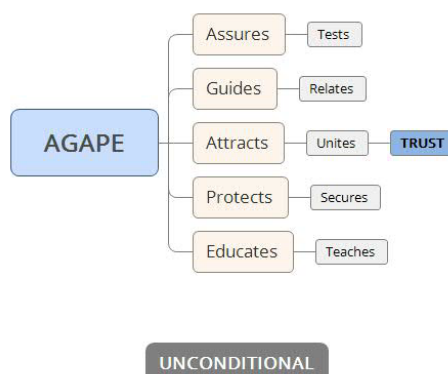 Assures Tests
Guides Relates
AGAPE Attracts Unites TRUST
Protects Secures
Educates Teaches
UNCONDITIONAL